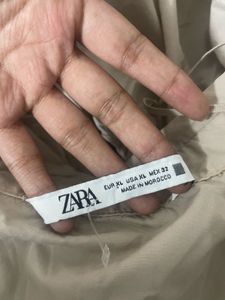 ZARA
EUR XL USA XL MEX 32
MADE IN MOROCCO